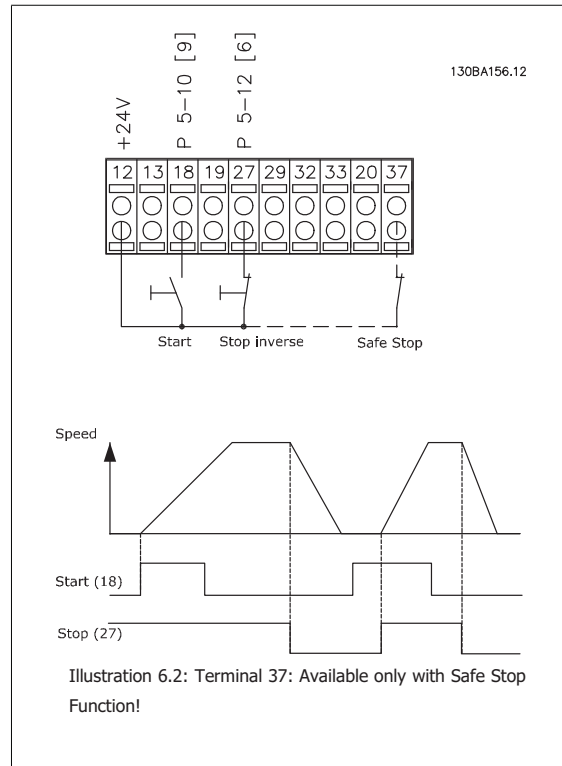 130BA156.12
+24V
P 5-10 [9]
P 5-12 [6]
12 13 18 19 27 29 32 33 20 37
Start
Stop inverse
Safe Stop
Speed
Start (18)
Stop (27)
Illustration 6.2: Terminal 37: Available only with Safe Stop
Function!